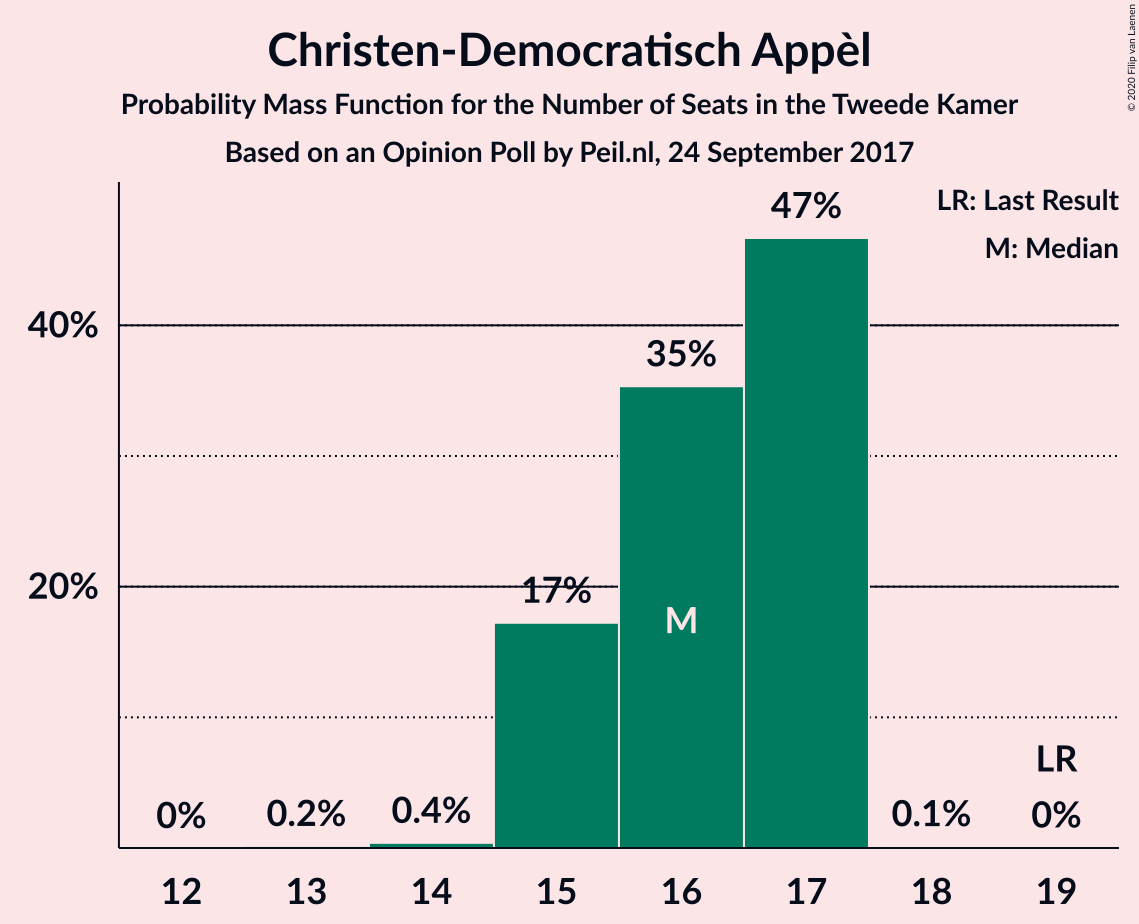 Christen-Democratisch Appèl
Probability Mass Function for the Number of Seats in the Tweede Kamer
Based on an Opinion Poll by Peil.nl, 24 September 2017
© 2020 Filip van Laenen
LR: Last Result
M: Median
47%
40%
35%
20%
17%
M
LR
0%
0.2%
0.4%
0.1%
0%
12
13
14
15
16
17
18
19